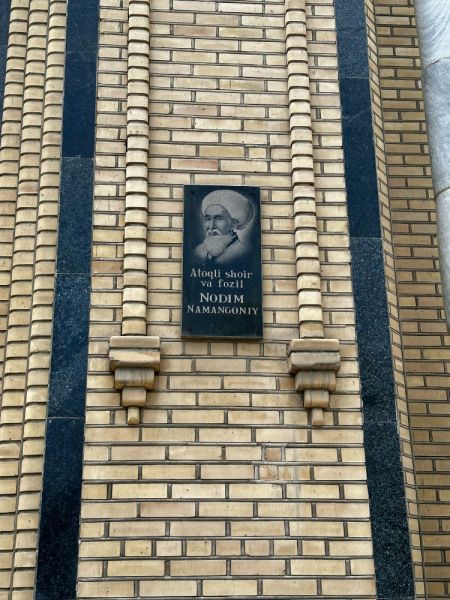 Atoqli shoir
va fozil
NODIM
NAMANGONIY